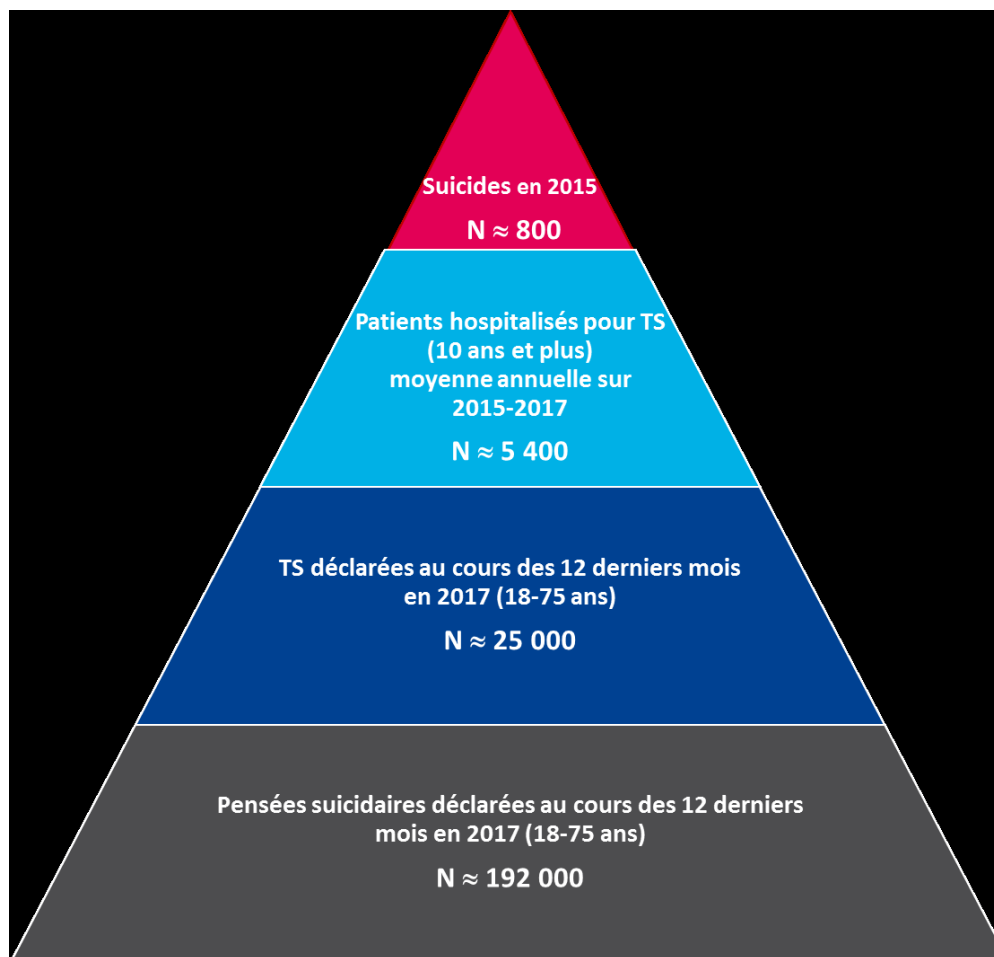 Suicides en 2015
N ≈ 800
Patients hospitalisés pour TS
(10 ans et plus)
moyenne annuelle sur
2015-2017
N ≈ 5 400
TS déclarées au cours des 12 derniers mois
en 2017 (18-75 ans)
N ≈ 25 000
Pensées suicidaires déclarées au cours des 12 derniers
mois en 2017 (18-75 ans)
N ≈ 192 000